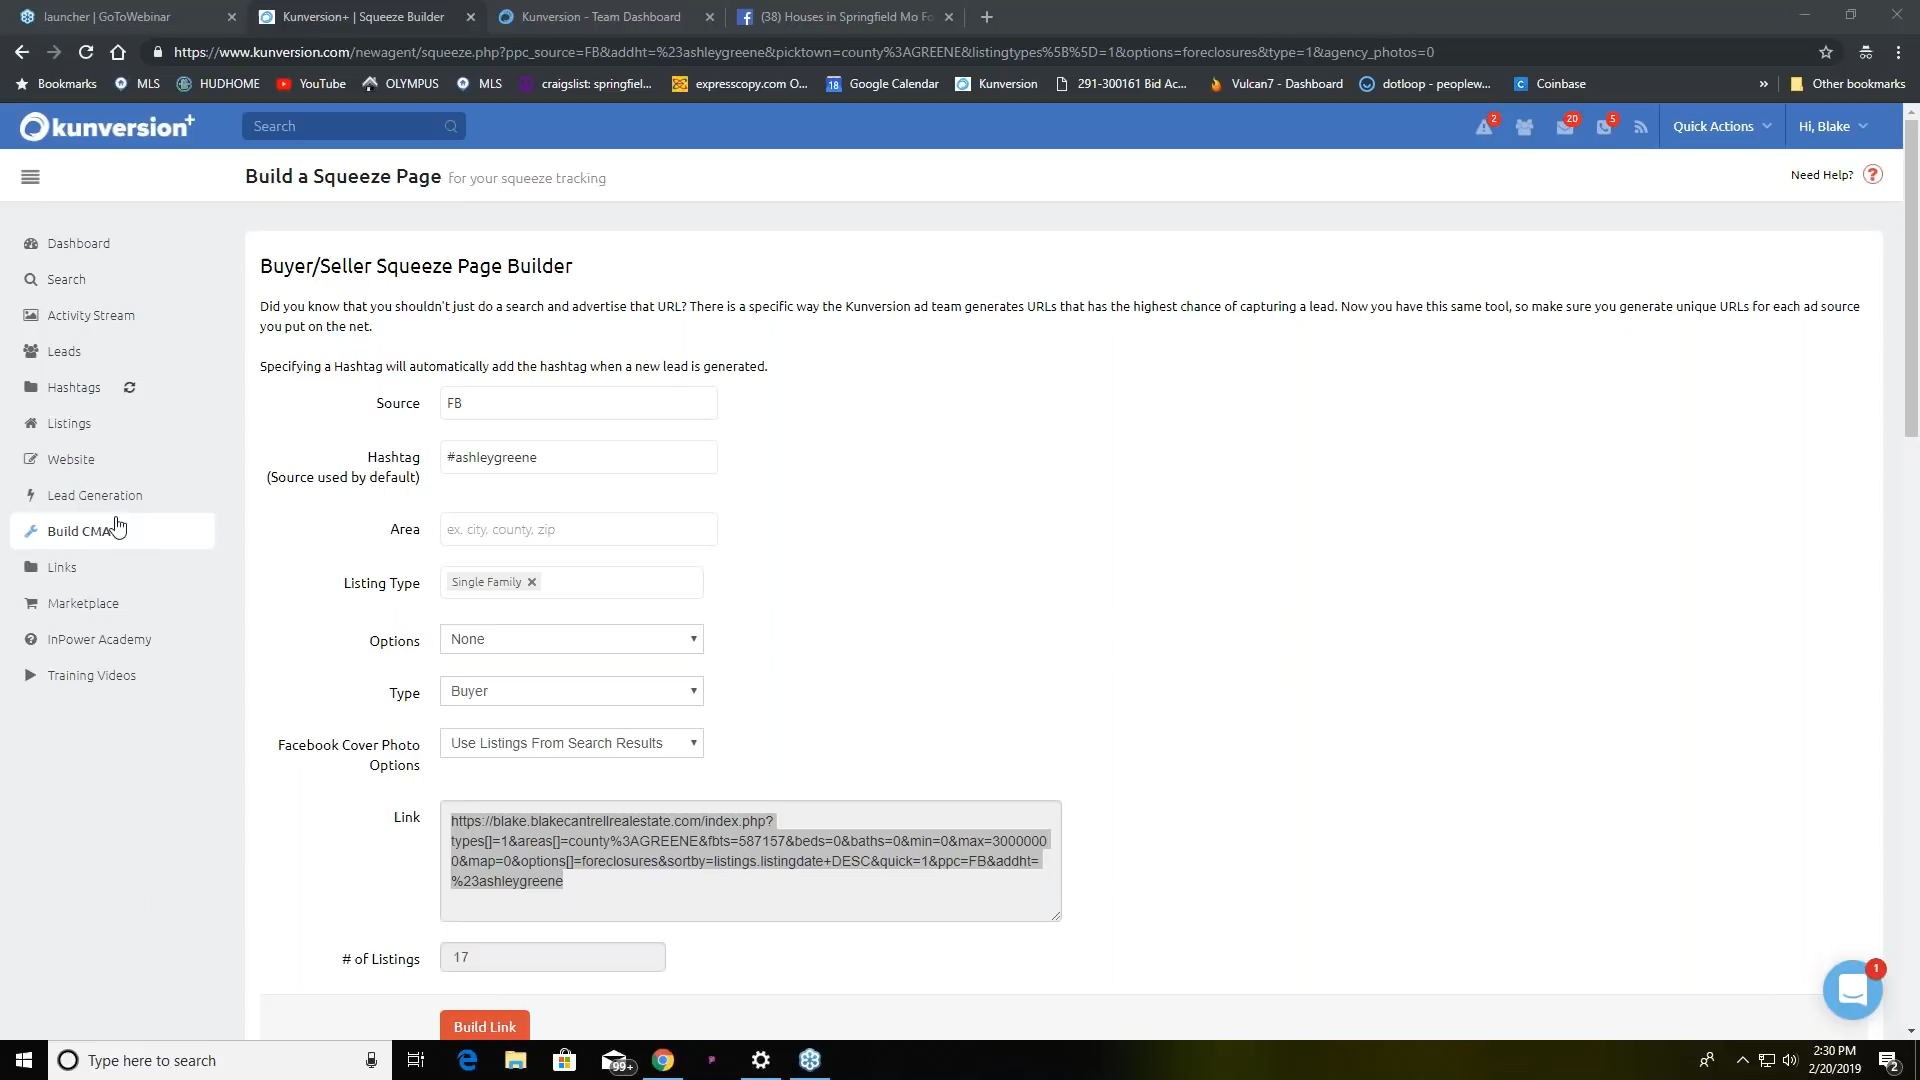 launcher | GoToWebinar
Kunversion+ | Squeeze Builder
Kunversion - Team Dashboard
(38) Houses in Springfield Mo Fo
https://www.kunversion.com/newagent/squeeze.php?ppc_source=FB&addht=%23ashleygreene&picktown=county%3AGREENE&listingtypes%5B%5D=1&options=foreclosures&type=1&agency_photos=0
Bookmarks
MLS
HUDHOME
YouTube
OLYMPUS
MLS
craigslist: springfiel...
expresscopy.com O...
18
Google Calendar
Kunversion
291-300161 Bid Ac...
Vulcan7 - Dashboard
dotloop - peoplew...
Coinbase
»
Other bookmarks
kunversion+
Search
2
20
5
Quick Actions
Hi, Blake
Build a Squeeze Page for your squeeze tracking
Need Help? ?
Dashboard
Search
Activity Stream
Leads
Hashtags
Listings
Website
Lead Generation
Build CMA
Links
Marketplace
InPower Academy
Training Videos
Buyer/Seller Squeeze Page Builder
Did you know that you shouldn't just do a search and advertise that URL? There is a specific way the Kunversion ad team generates URLs that has the highest chance of capturing a lead. Now you have this same tool, so make sure you generate unique URLs for each ad source
you put on the net.
Specifying a Hashtag will automatically add the hashtag when a new lead is generated.
Source
FB
Hashtag
(Source used by default)
#ashleygreene
Area
ex. city, county, zip
Listing Type
Single Family
Options
None
Type
Buyer
Facebook Cover Photo
Options
Use Listings From Search Results
Link
https://blake.blakecantrellrealestate.com/index.php?
types[]=1&areas[]=county%3AGREENE&fbts=587157&beds=0&baths=0&min=0&max=3000000
0&map=0&options[]=foreclosures&sortby=listings.listingdate+DESC&quick=1&ppc=FB&addht=
%23ashleygreene
# of Listings
17
Build Link
1
Type here to search
99+
2:30 PM
2/20/2019
2